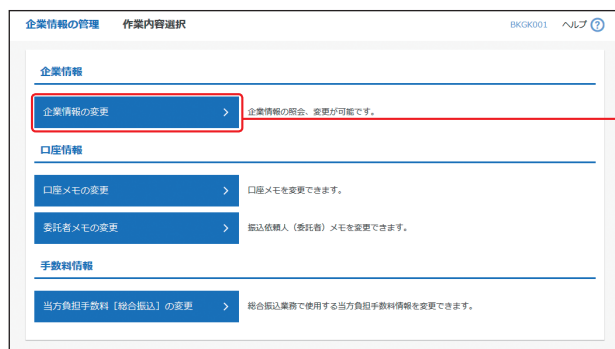 企業情報の管理 作業内容選択 BKGK001 ヘルプ ?
企業情報
企業情報の変更 企業情報の照会、変更が可能です。
口座情報
口座メモの変更 口座メモを変更できます。
委託者メモの変更 振込依頼人（委託者）メモを変更できます。
手数料情報
当方負担手数料［総合振込］の変更 総合振込業務で使用する当方負担手数料情報を変更できます。